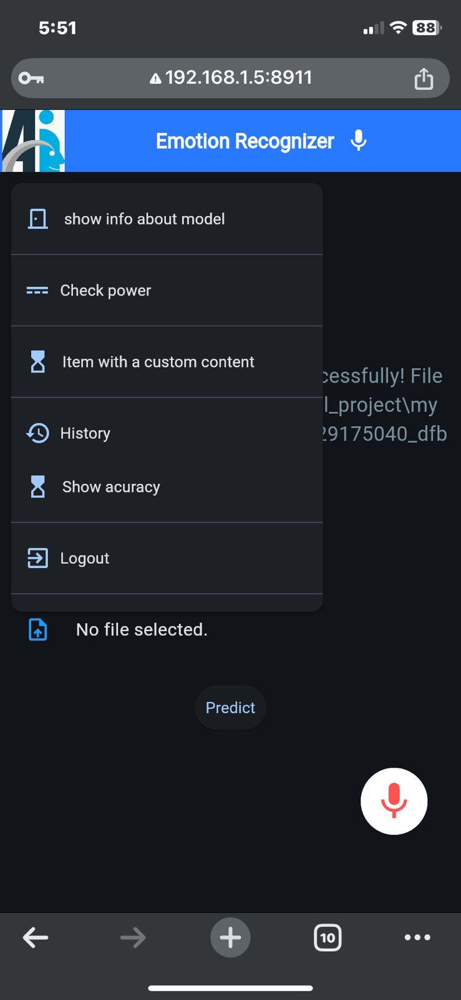 5:51
88
192.168.1.5:8911
Ai
Emotion Recognizer
show info about model
Check power
Item with a custom content
cessfully! File
l_project\my
29175040_dfb
History
Show acuracy
Logout
No file selected.
Predict
10